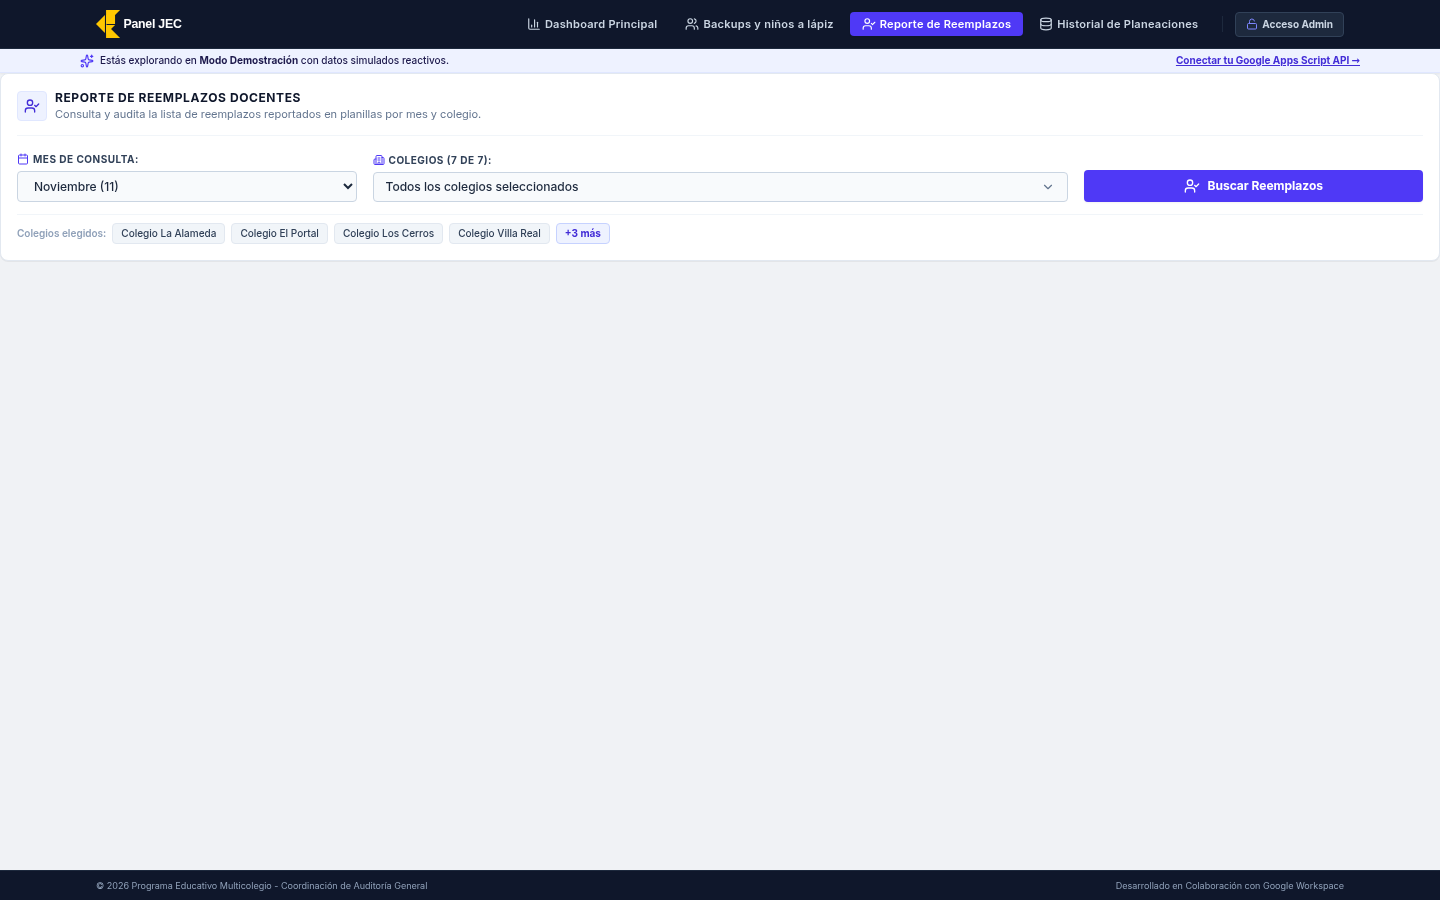 Panel JEC
Dashboard Principal
Backups y niños a lápiz
Reporte de Reemplazos
Historial de Planeaciones
Acceso Admin
Estás explorando en Modo Demostración con datos simulados reactivos.
Conectar tu Google Apps Script API →
REPORTE DE REEMPLAZOS DOCENTES
Consulta y audita la lista de reemplazos reportados en planillas por mes y colegio.
MES DE CONSULTA:
COLEGIOS (7 DE 7):
Noviembre (11)
Todos los colegios seleccionados
Buscar Reemplazos
Colegios elegidos:
Colegio La Alameda
Colegio El Portal
Colegio Los Cerros
Colegio Villa Real
+3 más
© 2026 Programa Educativo Multicolegio - Coordinación de Auditoría General
Desarrollado en Colaboración con Google Workspace